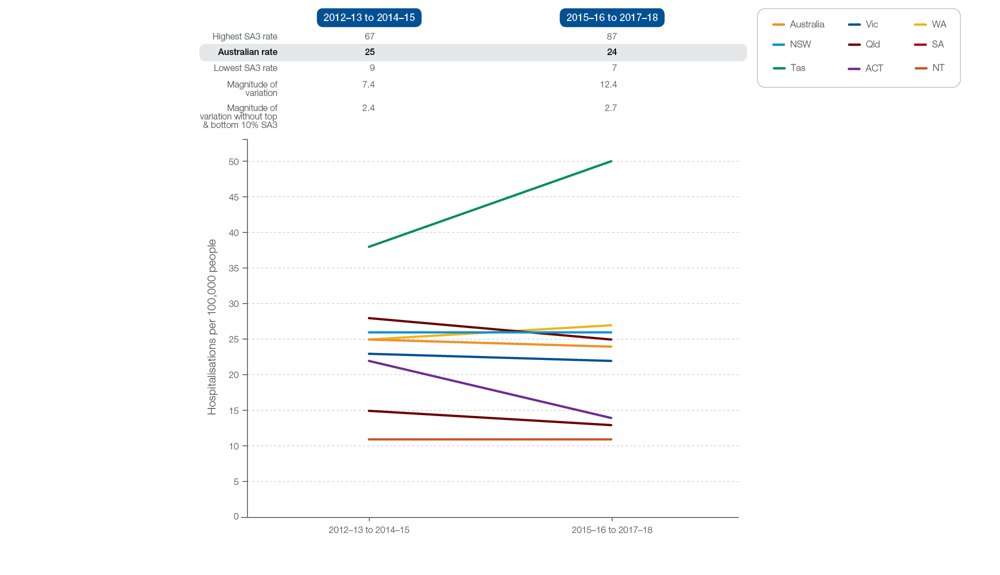 2012–13 to 2014–15 2015–16 to 2017–18
Highest SA3 rate 67 87
Australian rate 25 24
Lowest SA3 rate 9 7
Magnitude of 7.4 12.4
variation
Magnitude of 2.4 2.7
variation without top
& bottom 10% SA3
Australia Vic WA
NSW Qld SA
Tas ACT NT
Hospitalisations per 100,000 people
50
45
40
35
30
25
20
15
10
5
0
2012–13 to 2014–15 2015–16 to 2017–18